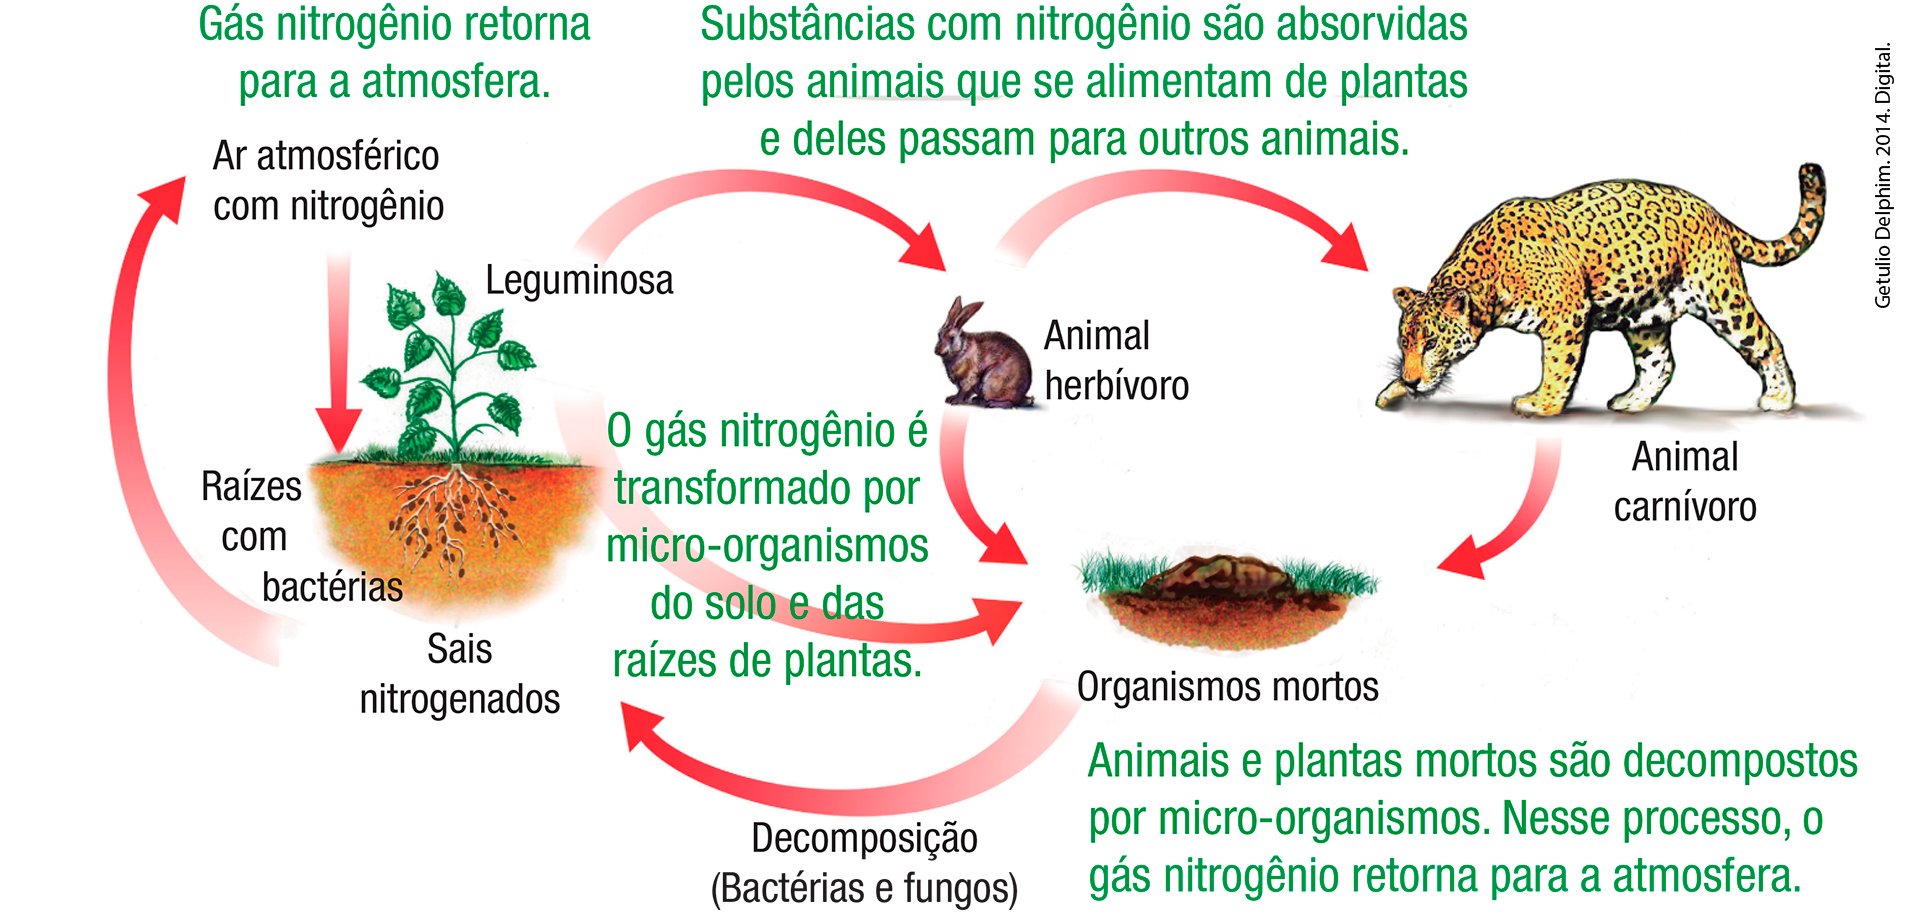 Gás nitrogênio retorna
para a atmosfera.
Substâncias com nitrogênio são absorvidas
pelos animais que se alimentam de plantas
e deles passam para outros animais.
Getulio Delphim. 2014. Digital.
Ar atmosférico
com nitrogênio
Leguminosa
Animal
herbívoro
Animal
carnívoro
O gás nitrogênio é
transformado por
micro-organismos
do solo e das
raízes de plantas.
Raízes
com
bactérias
Sais
nitrogenados
Organismos mortos
Animais e plantas mortos são decompostos
por micro-organismos. Nesse processo, o
gás nitrogênio retorna para a atmosfera.
Decomposição
(Bactérias e fungos)